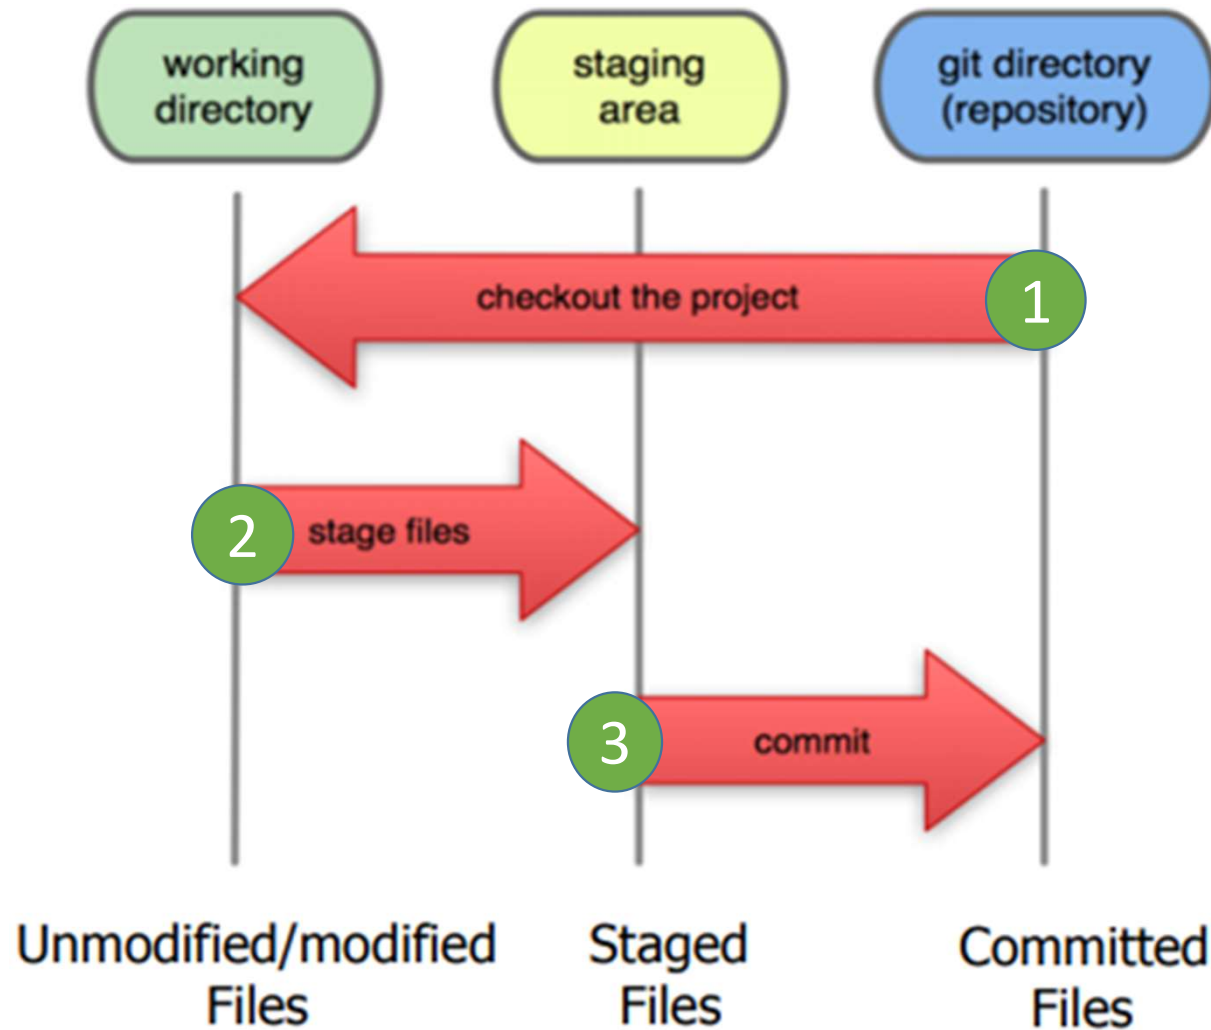 working
directory
staging
area
git directory
(repository)
checkout the project
1
2
stage files
3
commit
Unmodified/modified
Files
Staged
Files
Committed
Files